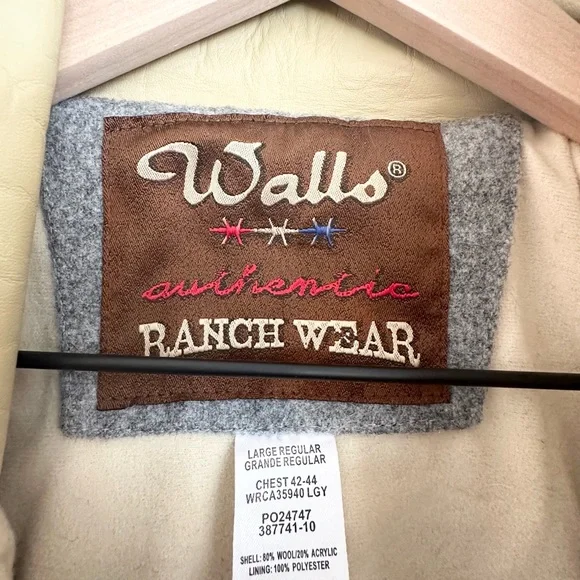 Walls®
authentic
RANCH WEAR
LARGE REGULAR
GRANDE REGULAR
CHEST 42-44
WRCA35940 LGY
PO24747
387741-10
SHELL: 80% WOOL/20% ACRYLIC
LINING: 100% POLYESTER